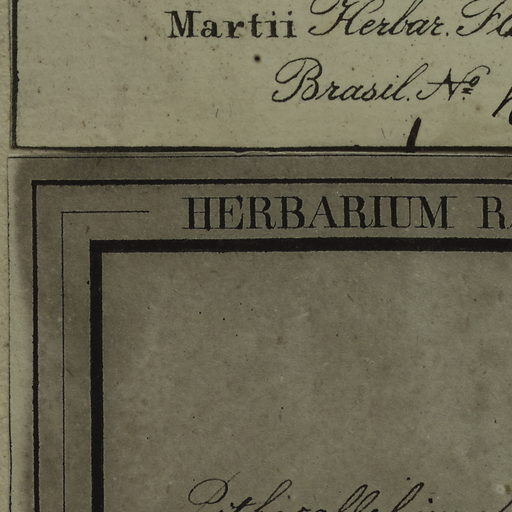 Martii Herbar. Fl
Brasil. Nº
HERBARIUM R